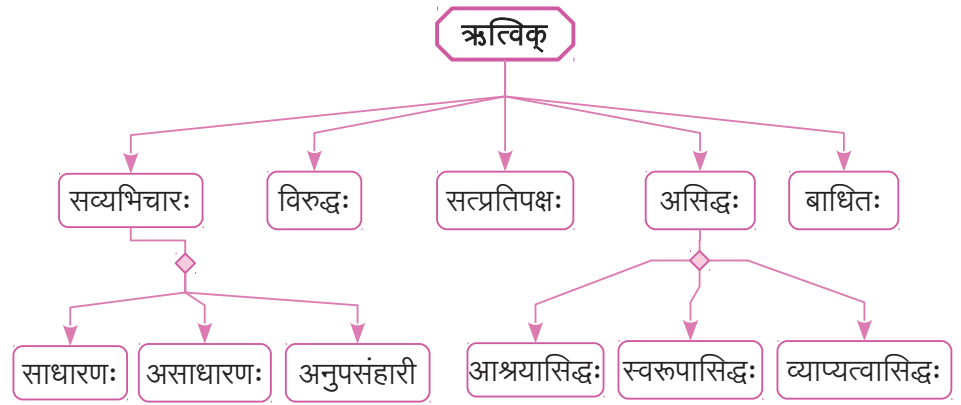 ऋत्विक्
सव्यभिचारः
विरुद्धः
सत्प्रतिपक्षः
असिद्धः
बाधितः
साधारणः
असाधारणः
अनुपसंहारी
आश्रयासिद्धः
स्वरूपासिद्धः
व्याप्यत्वासिद्धः